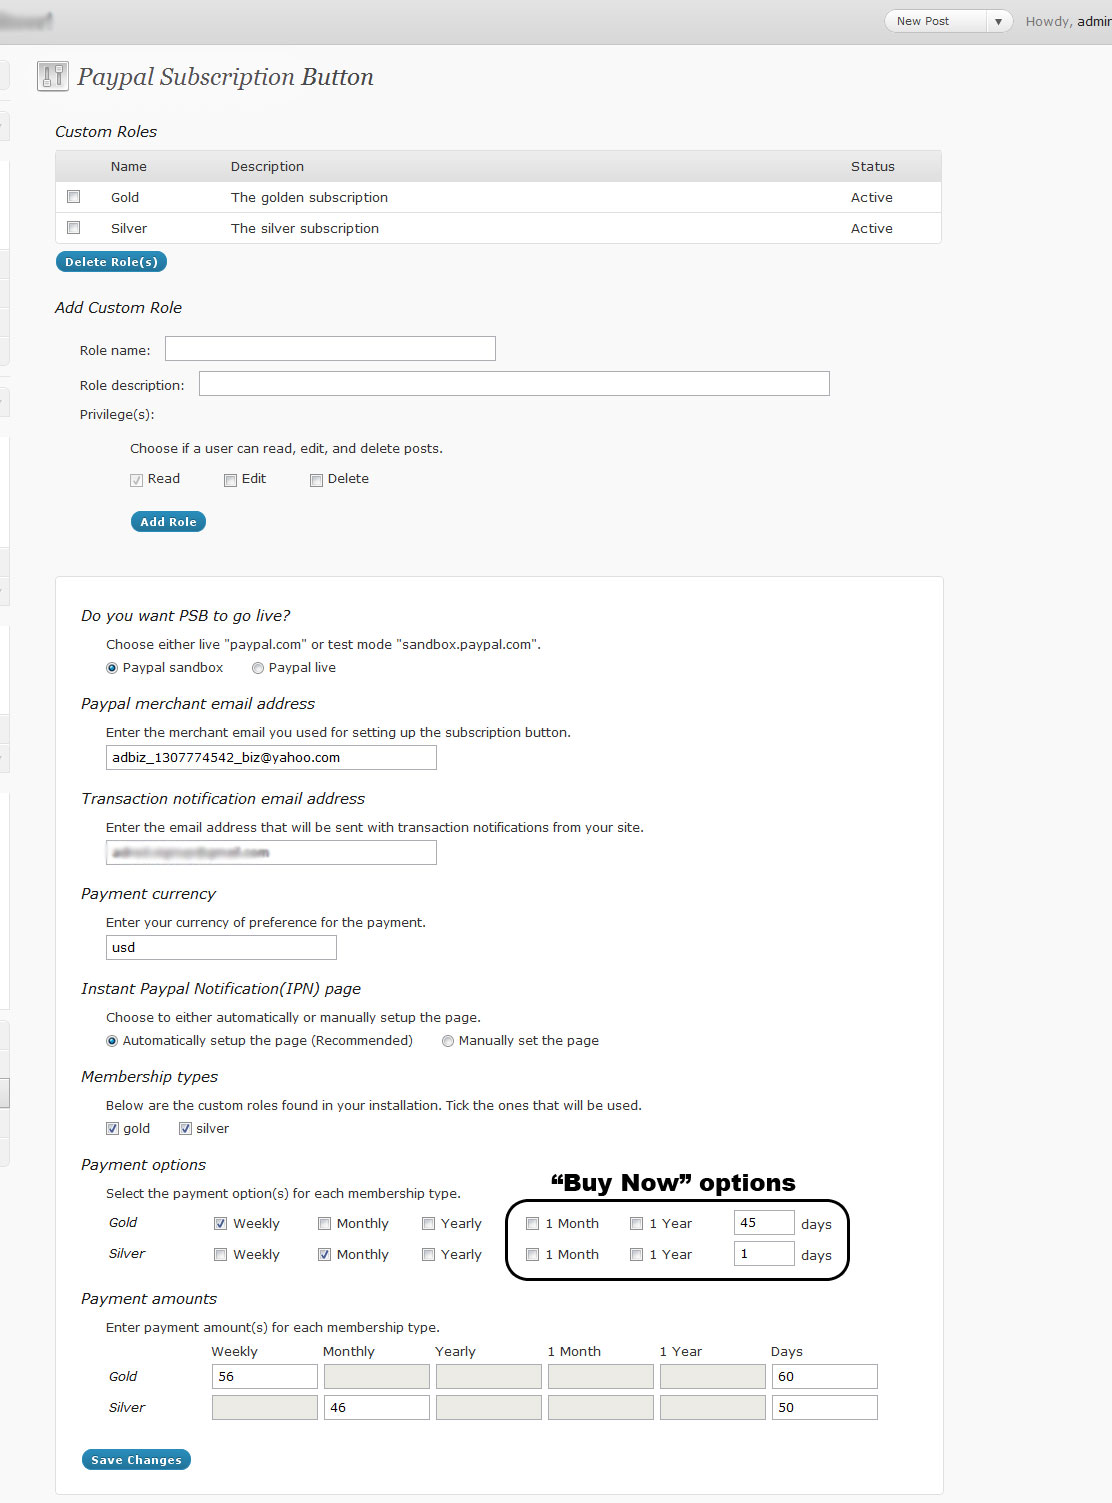 New Post
Howdy, admin
Paypal Subscription Button
Custom Roles
Name Description Status
Gold The golden subscription Active
Silver The silver subscription Active
Delete Role(s)
Add Custom Role
Role name:
Role description:
Privilege(s):
Choose if a user can read, edit, and delete posts.
Read Edit Delete
Add Role
Do you want PSB to go live?
Choose either live "paypal.com" or test mode "sandbox.paypal.com".
Paypal sandbox Paypal live
Paypal merchant email address
Enter the merchant email you used for setting up the subscription button.
adbiz_1307774542_biz@yahoo.com
Transaction notification email address
Enter the email address that will be sent with transaction notifications from your site.
Payment currency
Enter your currency of preference for the payment.
usd
Instant Paypal Notification(IPN) page
Choose to either automatically or manually setup the page.
Automatically setup the page (Recommended) Manually set the page
Membership types
Below are the custom roles found in your installation. Tick the ones that will be used.
gold silver
Payment options
“Buy Now” options
Select the payment option(s) for each membership type.
Gold Weekly Monthly Yearly 1 Month 1 Year 45 days
Silver Weekly Monthly Yearly 1 Month 1 Year 1 days
Payment amounts
Enter payment amount(s) for each membership type.
Weekly Monthly Yearly 1 Month 1 Year Days
Gold 56 60
Silver 46 50
Save Changes